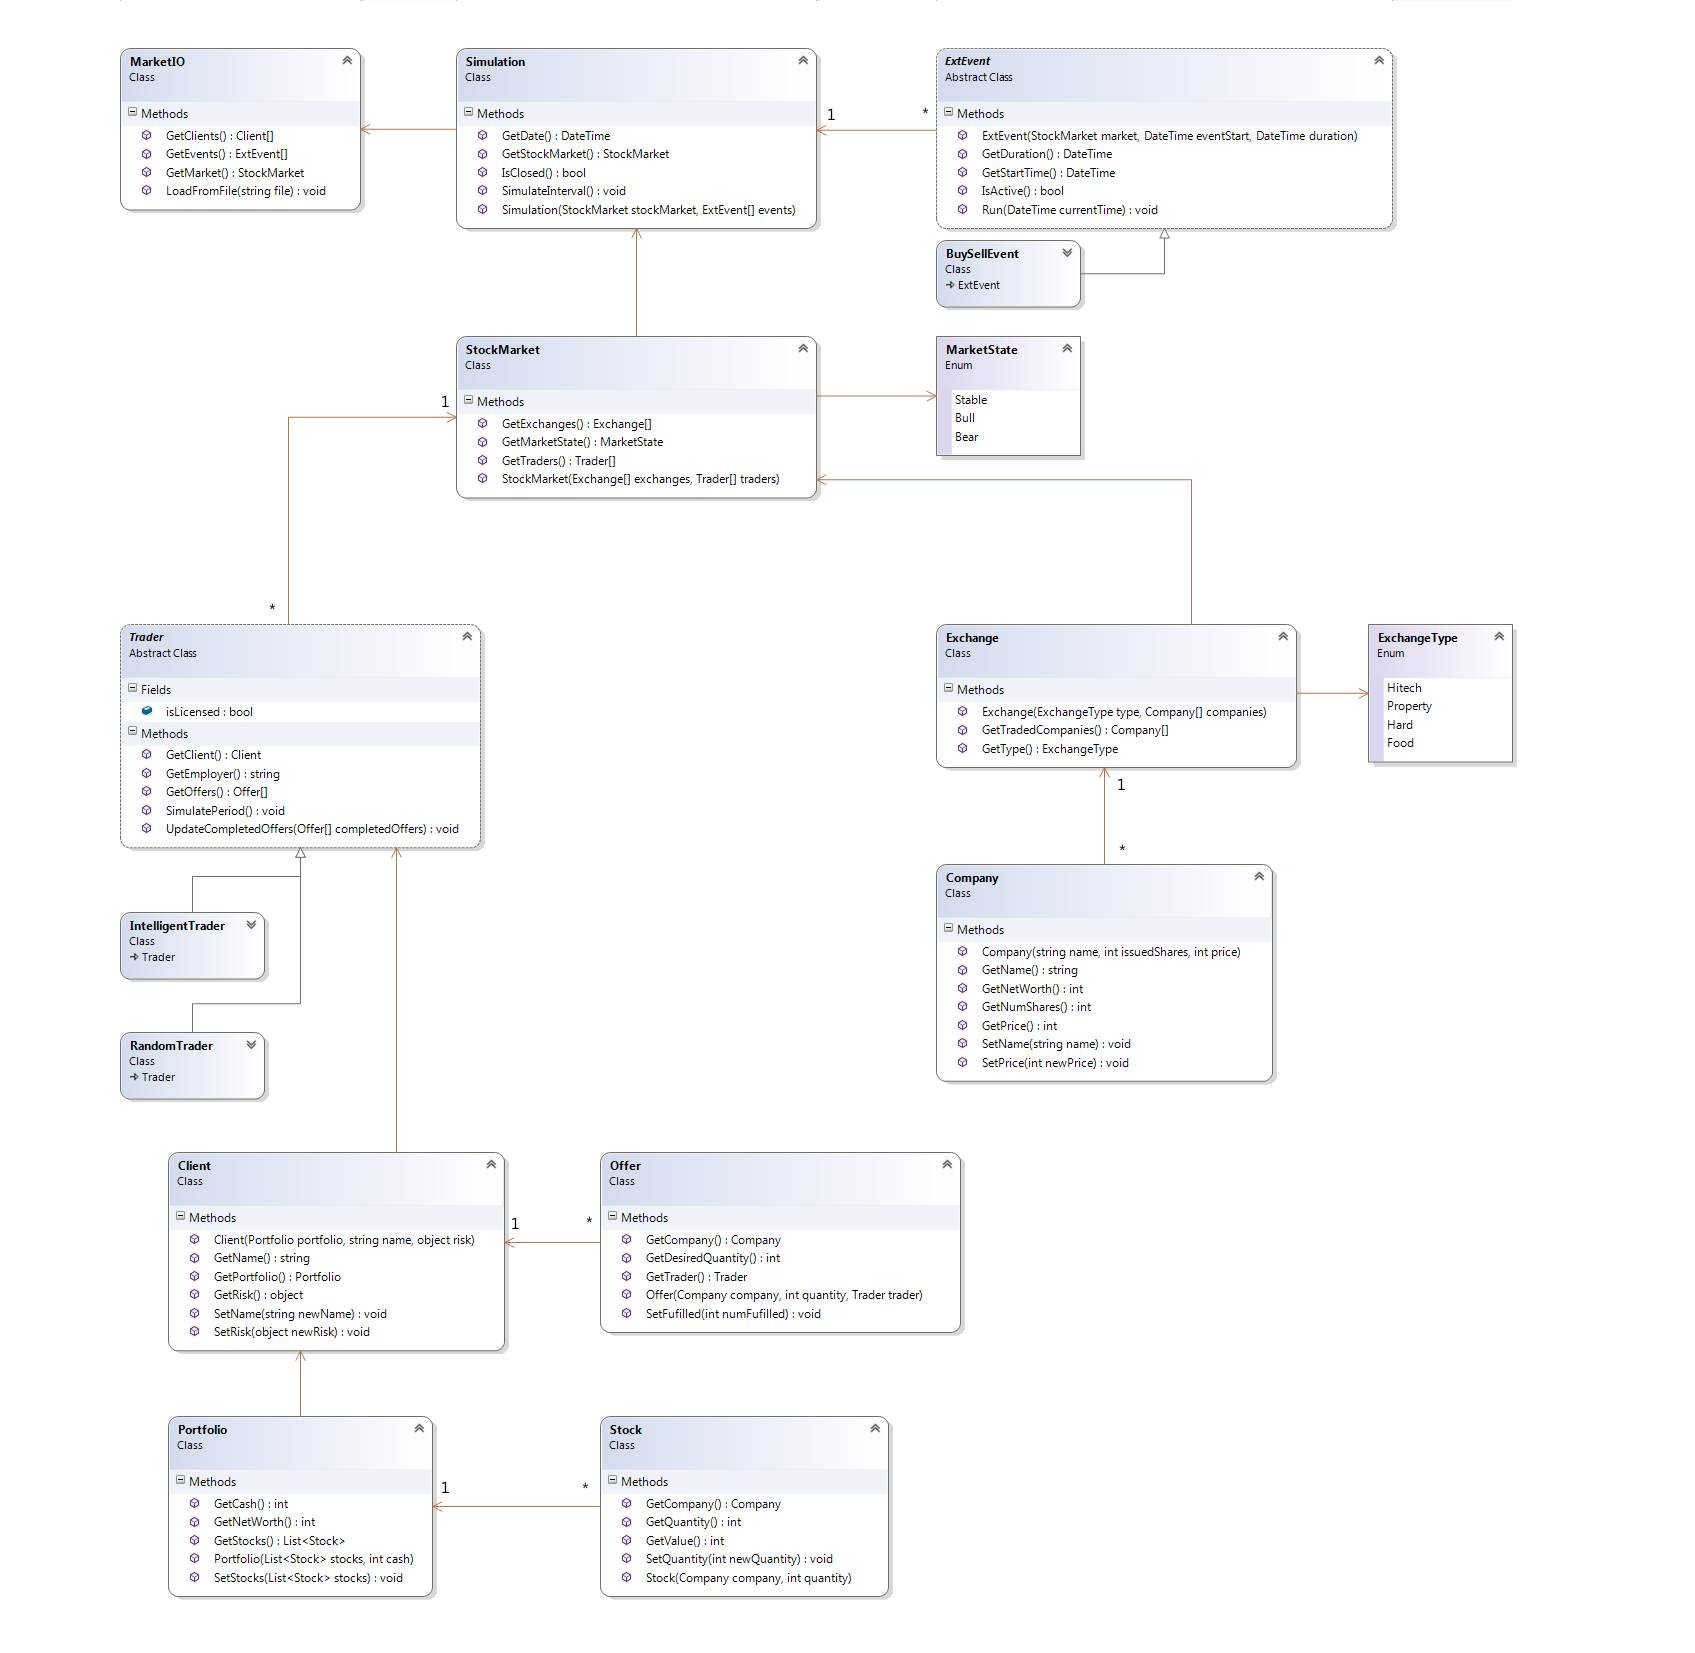 MarketIO
Class
Methods
GetClients() : Client[]
GetEvents() : ExtEvent[]
GetMarket() : StockMarket
LoadFromFile(string file) : void
Simulation
Class
Methods
GetDate() : DateTime
GetStockMarket() : StockMarket
IsClosed() : bool
SimulateInterval() : void
Simulation(StockMarket stockMarket, ExtEvent[] events)
1
*
ExtEvent
Abstract Class
Methods
ExtEvent(StockMarket market, DateTime eventStart, DateTime duration)
GetDuration() : DateTime
GetStartTime() : DateTime
IsActive() : bool
Run(DateTime currentTime) : void
BuySellEvent
Class
ExtEvent
StockMarket
Class
Methods
GetExchanges() : Exchange[]
GetMarketState() : MarketState
GetTraders() : Trader[]
StockMarket(Exchange[] exchanges, Trader[] traders)
MarketState
Enum
Stable
Bull
Bear
1
*
Trader
Abstract Class
Fields
isLicensed : bool
Methods
GetClient() : Client
GetEmployer() : string
GetOffers() : Offer[]
SimulatePeriod() : void
UpdateCompletedOffers(Offer[] completedOffers) : void
Exchange
Class
Methods
Exchange(ExchangeType type, Company[] companies)
GetTradedCompanies() : Company[]
GetType() : ExchangeType
ExchangeType
Enum
Hitech
Property
Hard
Food
1
*
IntelligentTrader
Class
Trader
RandomTrader
Class
Trader
Company
Class
Methods
Company(string name, int issuedShares, int price)
GetName() : string
GetNetWorth() : int
GetNumShares() : int
GetPrice() : int
SetName(string name) : void
SetPrice(int newPrice) : void
Client
Class
Methods
Client(Portfolio portfolio, string name, object risk)
GetName() : string
GetPortfolio() : Portfolio
GetRisk() : object
SetName(string newName) : void
SetRisk(object newRisk) : void
1
*
Offer
Class
Methods
GetCompany() : Company
GetDesiredQuantity() : int
GetTrader() : Trader
Offer(Company company, int quantity, Trader trader)
SetFufilled(int numFufilled) : void
Portfolio
Class
Methods
GetCash() : int
GetNetWorth() : int
GetStocks() : List<Stock>
Portfolio(List<Stock> stocks, int cash)
SetStocks(List<Stock> stocks) : void
1
*
Stock
Class
Methods
GetCompany() : Company
GetQuantity() : int
GetValue() : int
SetQuantity(int newQuantity) : void
Stock(Company company, int quantity)